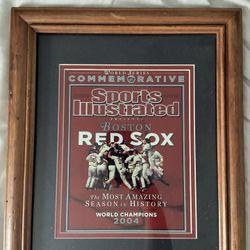 WORLD SERIES
COMMEMORATIVE
Sports
Illustrated
PRESENTS
BOSTON
RED SOX
The MOST AMAZING
SEASON IN HISTORY
WORLD CHAMPIONS
2004